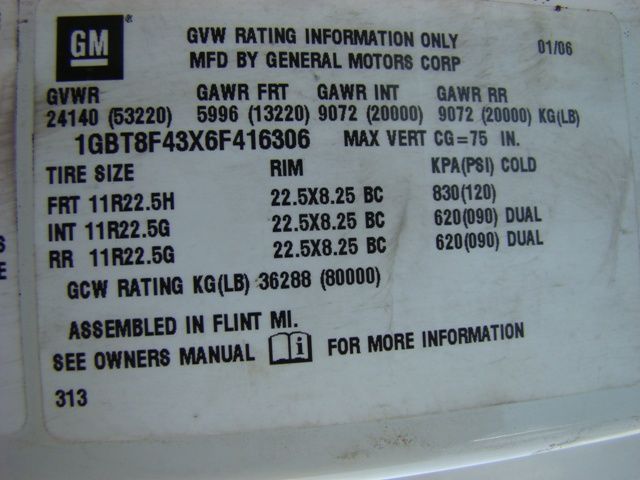 GM ®
GVW RATING INFORMATION ONLY 01/06
MFD BY GENERAL MOTORS CORP
GVWR GAWR FRT GAWR INT GAWR RR
24140 (53220) 5996 (13220) 9072 (20000) 9072 (20000) KG(LB)
1GBT8F43X6F416306 MAX VERT CG=75 IN.
TIRE SIZE RIM KPA(PSI) COLD
FRT 11R22.5H 22.5X8.25 BC 830(120)
INT 11R22.5G 22.5X8.25 BC 620(090) DUAL
RR 11R22.5G 22.5X8.25 BC 620(090) DUAL
GCW RATING KG(LB) 36288 (80000)
ASSEMBLED IN FLINT MI.
SEE OWNERS MANUAL i FOR MORE INFORMATION
313